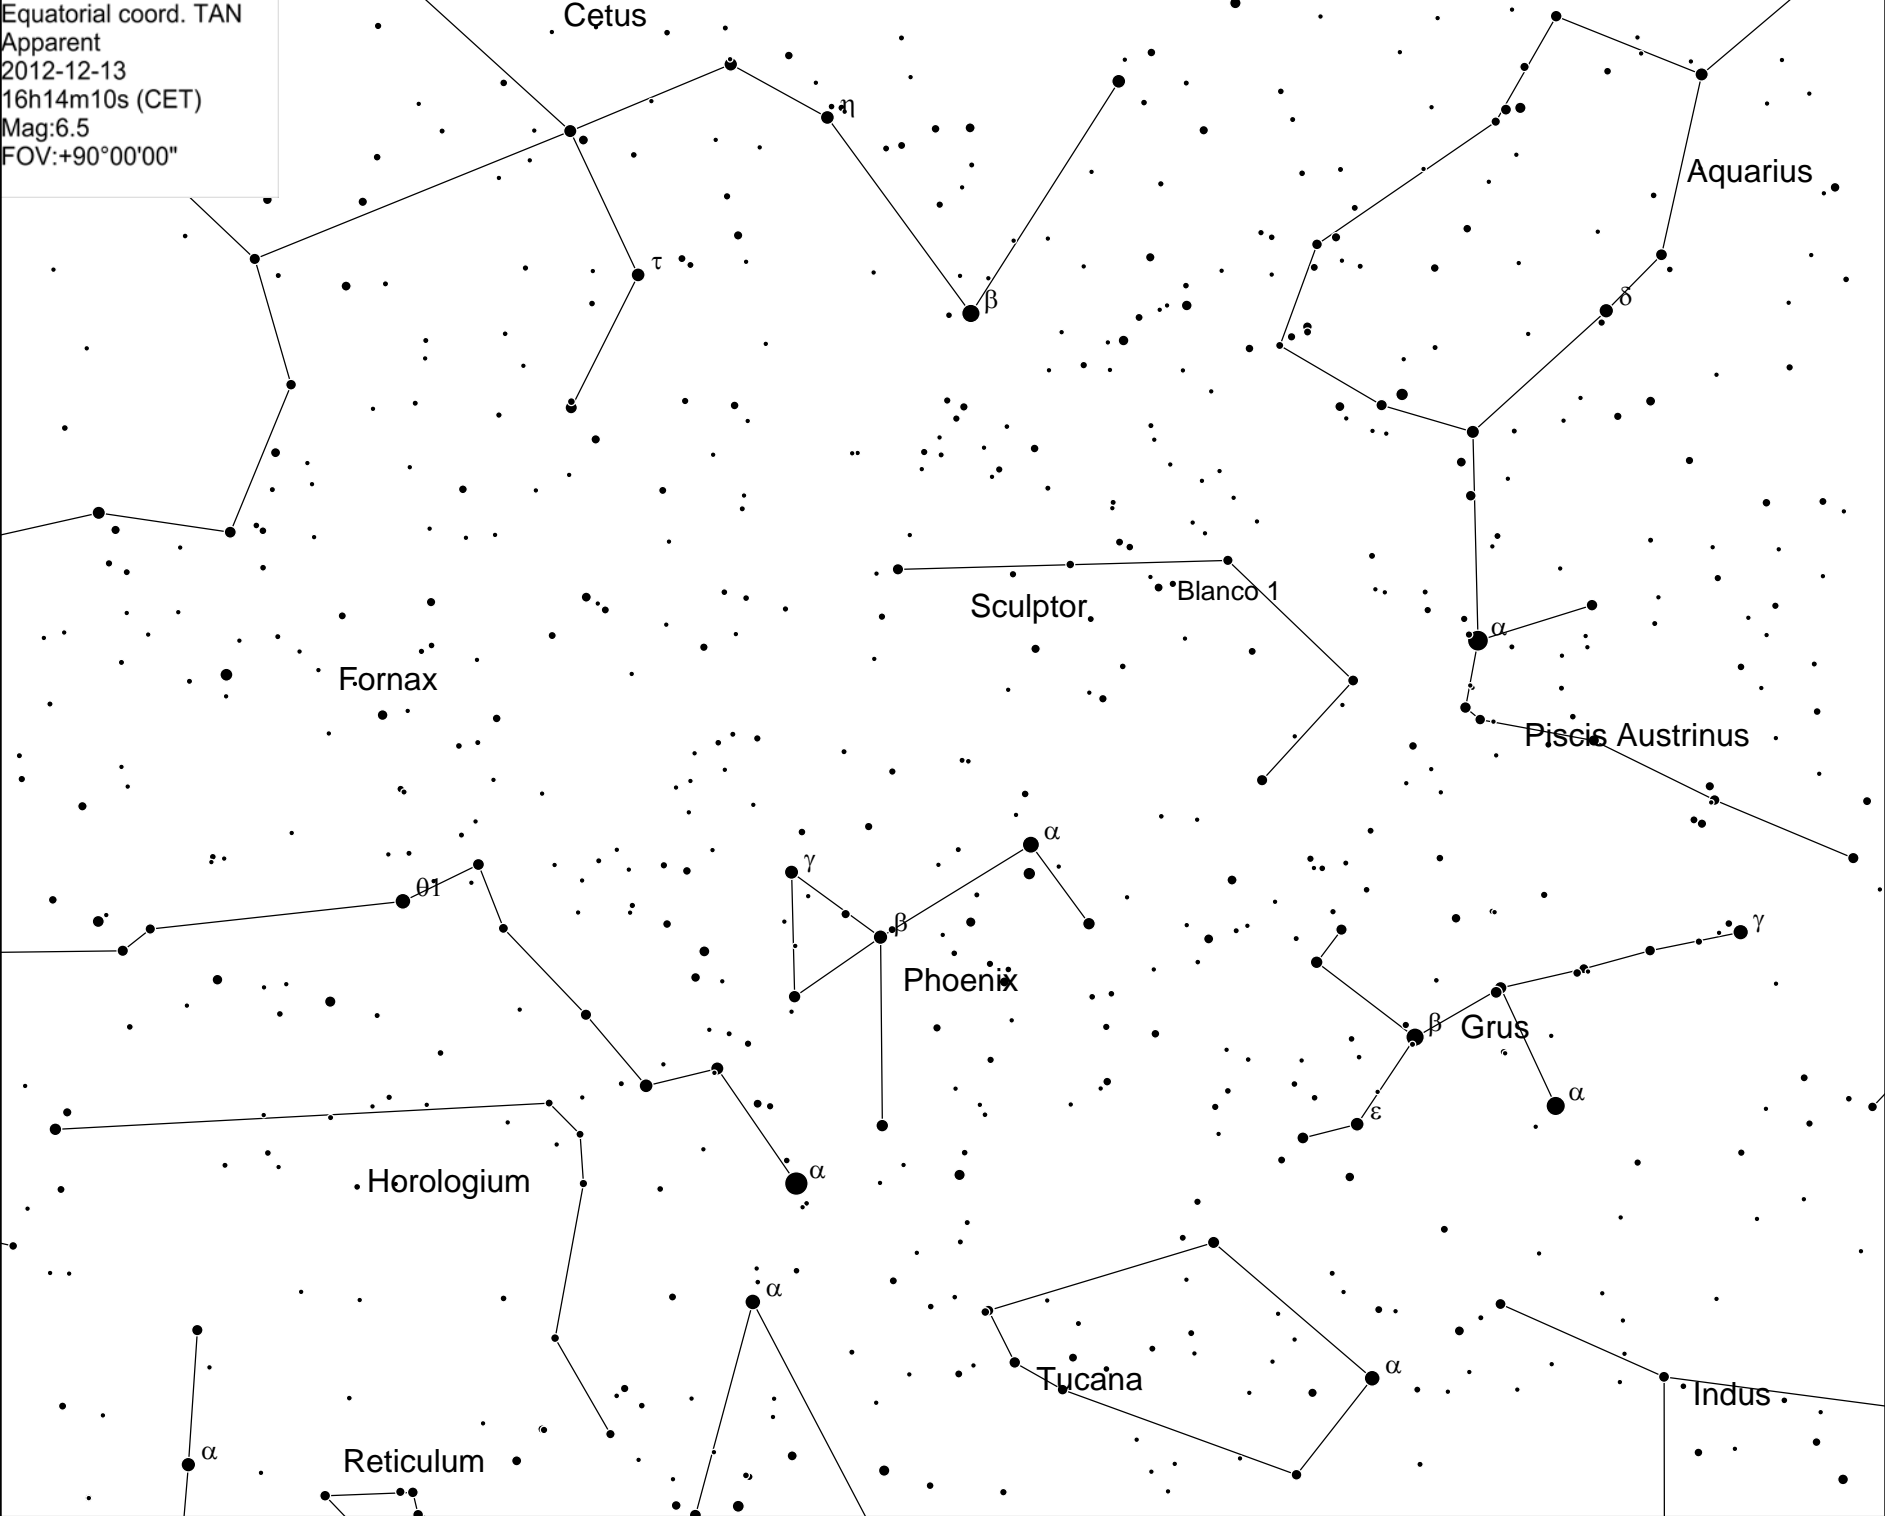 Equatorial coord. TAN
Apparent
2012-12-13
16h14m10s (CET)
Mag:6.5
FOV:+90°00'00"
Cetus
η
Aquarius
τ
β
δ
Blanco 1
Sculptor
α
Fornax
Piscis Austrinus
α
γ
θ1
β
γ
Phoenix
β
Grus
α
ε
Horologium
α
α
α
Tucana
Indus
α
Reticulum